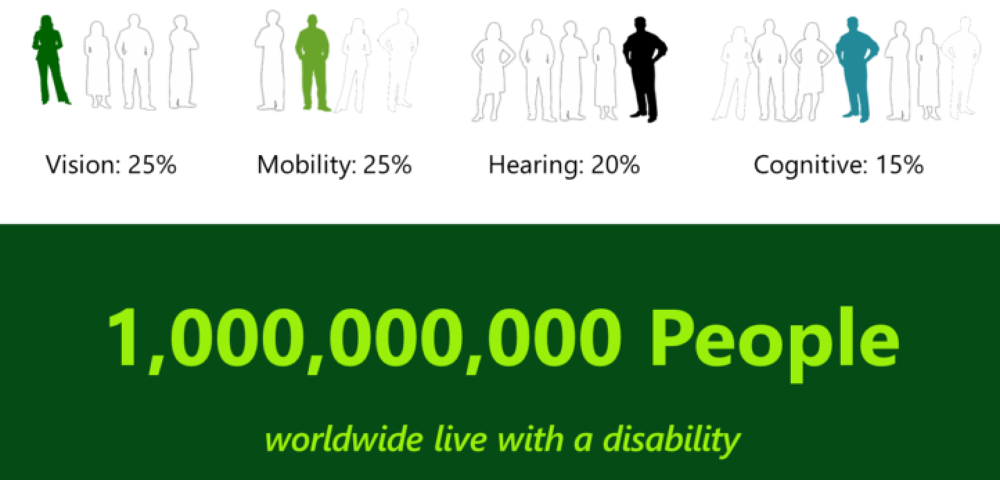 Vision: 25% Mobility: 25% Hearing: 20% Cognitive: 15%
1,000,000,000 People
worldwide live with a disability